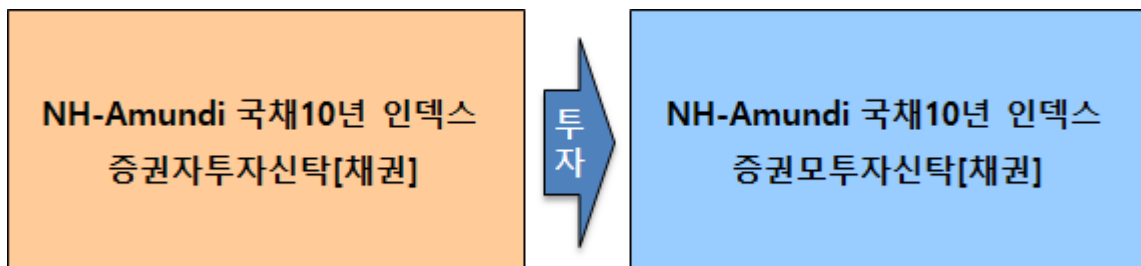 NH-Amundi 국채10년 인덱스
증권자투자신탁[채권]
투
자
NH-Amundi 국채10년 인덱스
증권모투자신탁[채권]